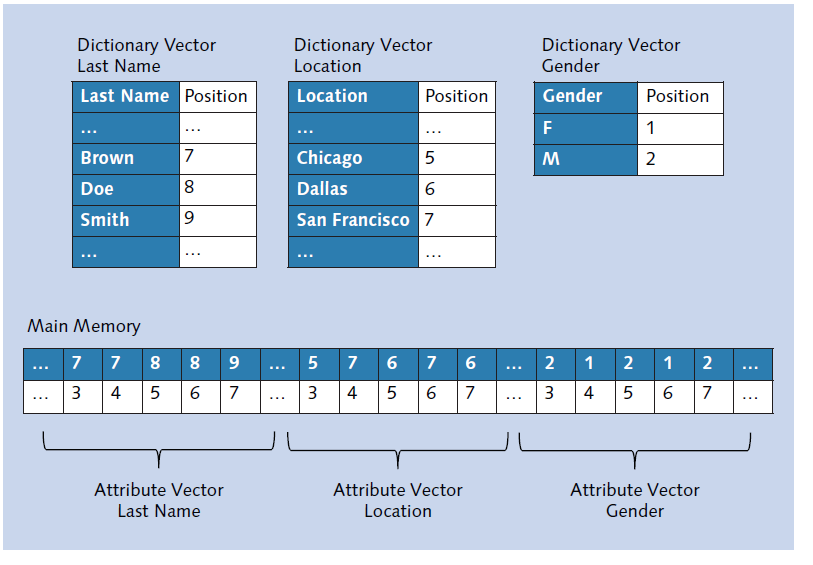 Dictionary Vector
Last Name
Last Name Position
... ...
Brown 7
Doe 8
Smith 9
... ...
Dictionary Vector
Location
Location Position
... ...
Chicago 5
Dallas 6
San Francisco 7
... ...
Dictionary Vector
Gender
Gender Position
F 1
M 2
Main Memory
... 7 7 8 8 9 ... 5 7 6 7 6 ... 2 1 2 1 2 ...
... 3 4 5 6 7 ... 3 4 5 6 7 ... 3 4 5 6 7 ...
Attribute Vector
Last Name
Attribute Vector
Location
Attribute Vector
Gender